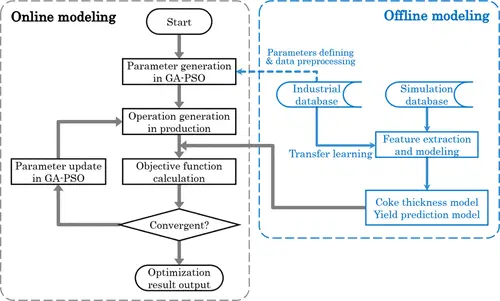 Online modeling
Start
Parameter generation
in GA-PSO
Operation generation
in production
Parameter update
in GA-PSO
Objective function
calculation
Convergent?
Optimization
result output
Offline modeling
Parameters defining
& data preprocessing
Industrial
database
Simulation
database
Transfer learning
Feature extraction
and modeling
Coke thickness model
Yield prediction model